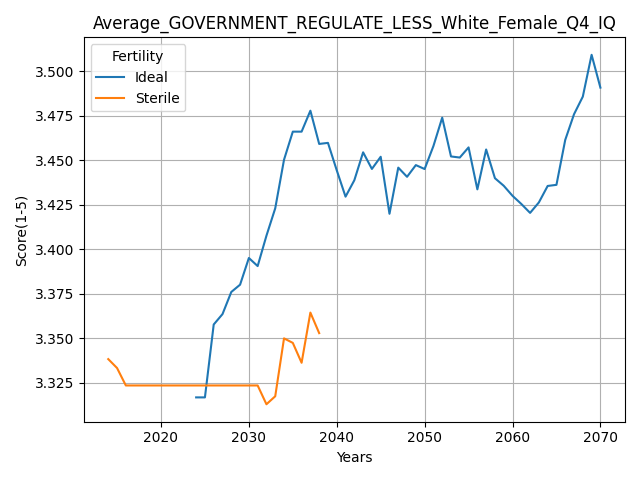 Average_GOVERNMENT_REGULATE_LESS_White_Female_Q4_IQ
Fertility
Ideal
Sterile
3.500
3.475
3.450
3.425
3.400
3.375
3.350
3.325
Score(1-5)
2020 2030 2040 2050 2060 2070
Years